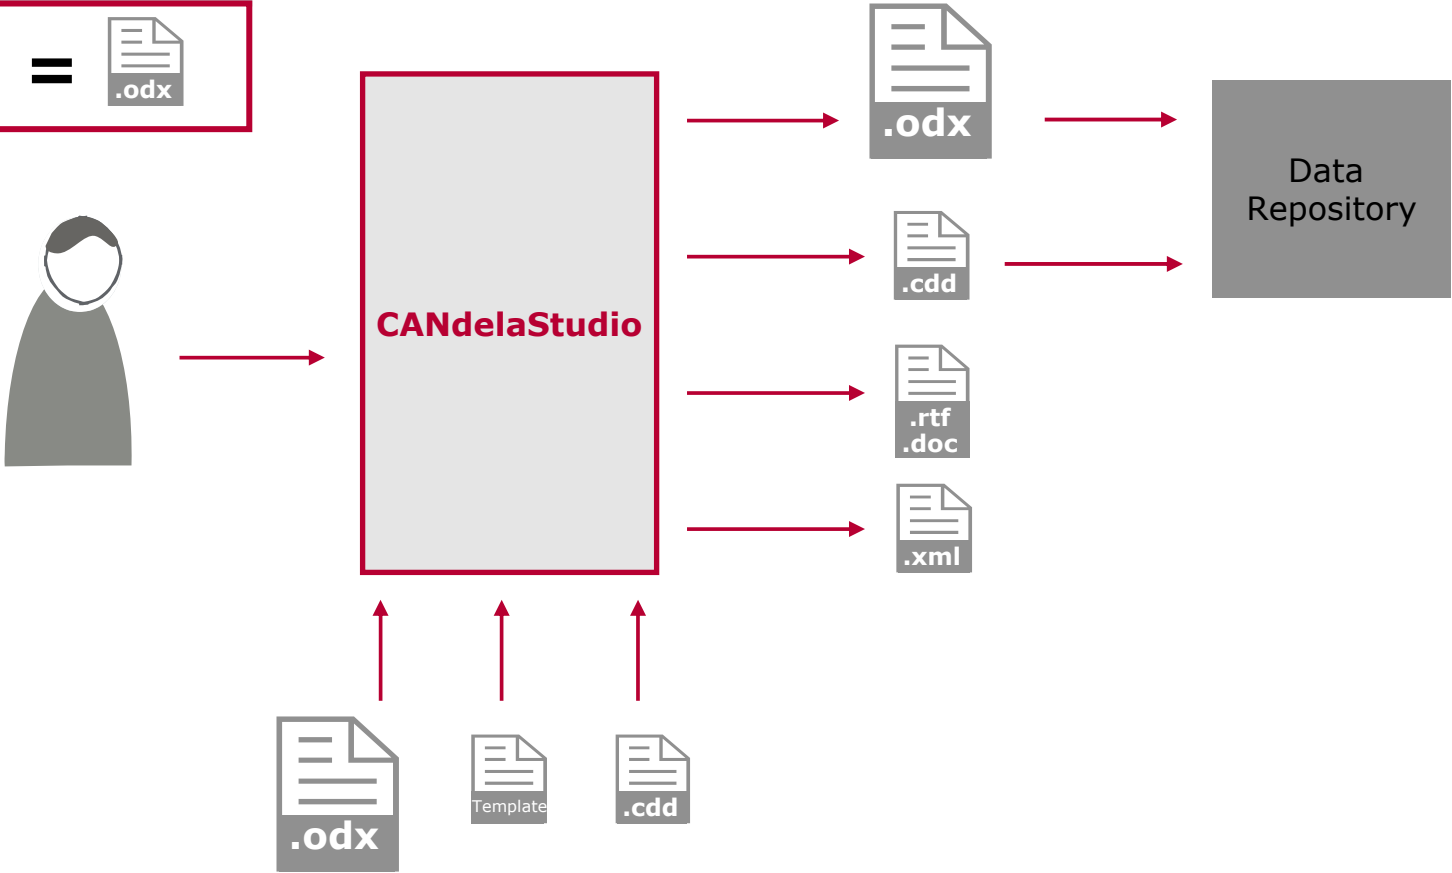 =
.odx
CANdelaStudio
.odx
Data
Repository
.cdd
.rtf
.doc
.xml
.odx
Template
.cdd